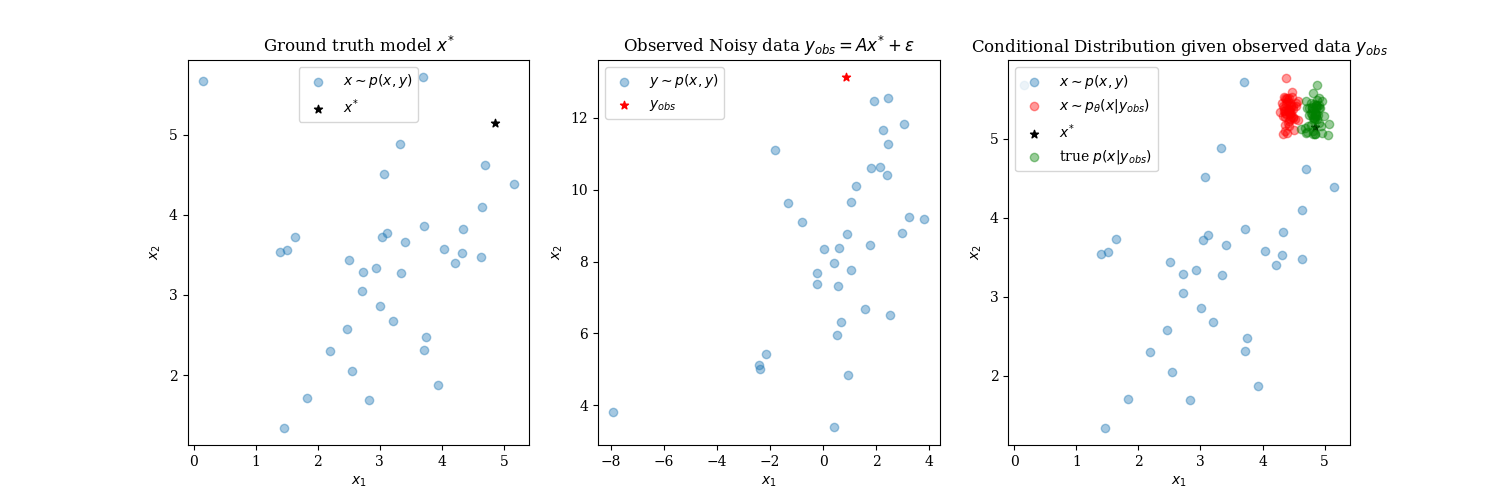 Ground truth model x*
x ~ p(x, y)
x*
5
4
3
2
0 1 2 3 4 5
x₁
x₂
Observed Noisy data y_obs = Ax* + ε
y ~ p(x, y)
y_obs
12
10
8
6
4
−8 −6 −4 −2 0 2 4
x₁
x₂
Conditional Distribution given observed data y_obs
x ~ p(x, y)
x ~ p_θ(x|y_obs)
x*
true p(x|y_obs)
5
4
3
2
0 1 2 3 4 5
x₁
x₂